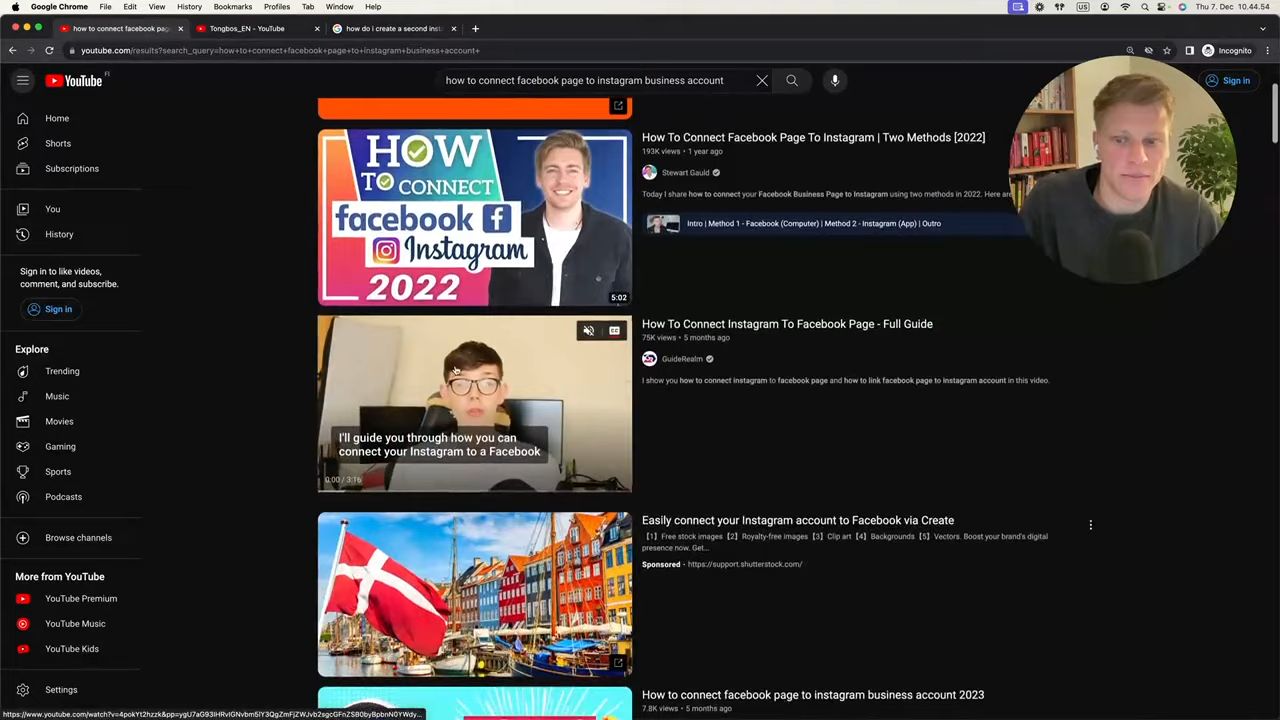 Google Chrome File Edit View History Bookmarks Profiles Tab Window Help
US Thu 7. Dec 10.44.54
how to connect facebook pag
Tongbos_EN - YouTube
how do i create a second inst
youtube.com/results?search_query=how+to+connect+facebook+page+to+instagram+business+account+
Incognito
YouTube FI
how to connect facebook page to instagram business account
Sign in
Home
Shorts
Subscriptions
You
History
Sign in to like videos,
comment, and subscribe.
Sign in
Explore
Trending
Music
Movies
Gaming
Sports
Podcasts
Browse channels
More from YouTube
YouTube Premium
YouTube Music
YouTube Kids
Settings
HOW
TO CONNECT
facebook
Instagram
2022
5:02
How To Connect Facebook Page To Instagram | Two Methods [2022]
193K views • 1 year ago
Stewart Gauld
Today I share how to connect your Facebook Business Page to Instagram using two methods in 2022. Here are
Intro | Method 1 - Facebook (Computer) | Method 2 - Instagram (App) | Outro
CC
I'll guide you through how you can
connect your Instagram to a Facebook
0:00 / 3:16
How To Connect Instagram To Facebook Page - Full Guide
75K views • 5 months ago
GuideRealm
I show you how to connect instagram to facebook page and how to link facebook page to instagram account in this video.
Easily connect your Instagram account to Facebook via Create
【1】 Free stock images 【2】 Royalty-free images 【3】 Clip art 【4】 Backgrounds 【5】 Vectors. Boost your brand's digital
presence now. Get...
Sponsored • https://support.shutterstock.com/
How to connect facebook page to instagram business account 2023
7.8K views • 5 months ago